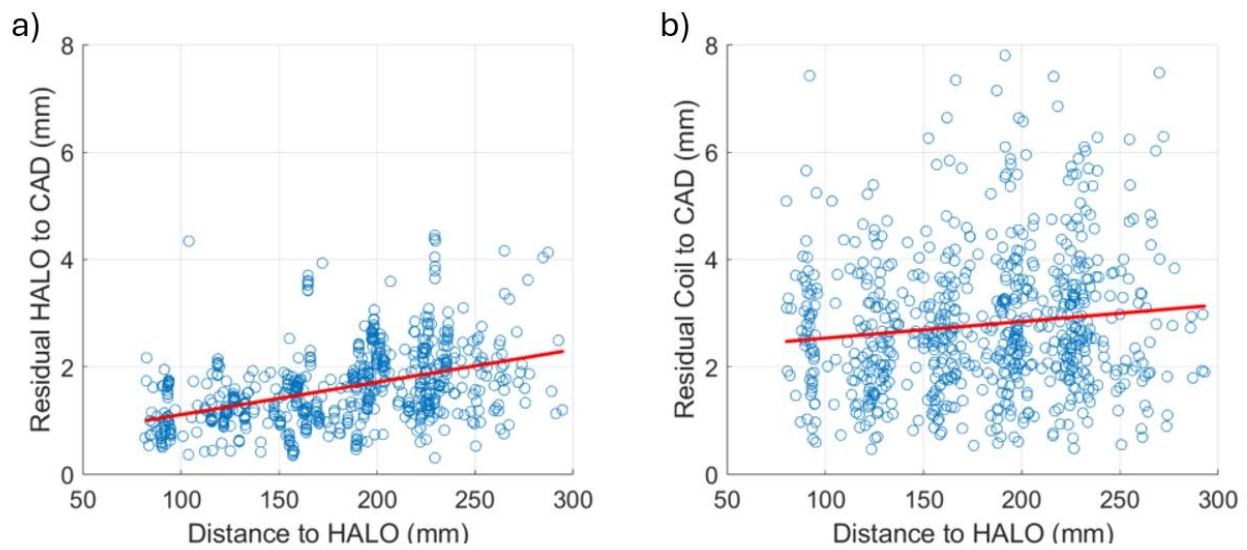 a)
8
6
4
2
0
Residual HALO to CAD (mm)
50 100 150 200 250 300
Distance to HALO (mm)
b)
8
6
4
2
0
Residual Coil to CAD (mm)
50 100 150 200 250 300
Distance to HALO (mm)